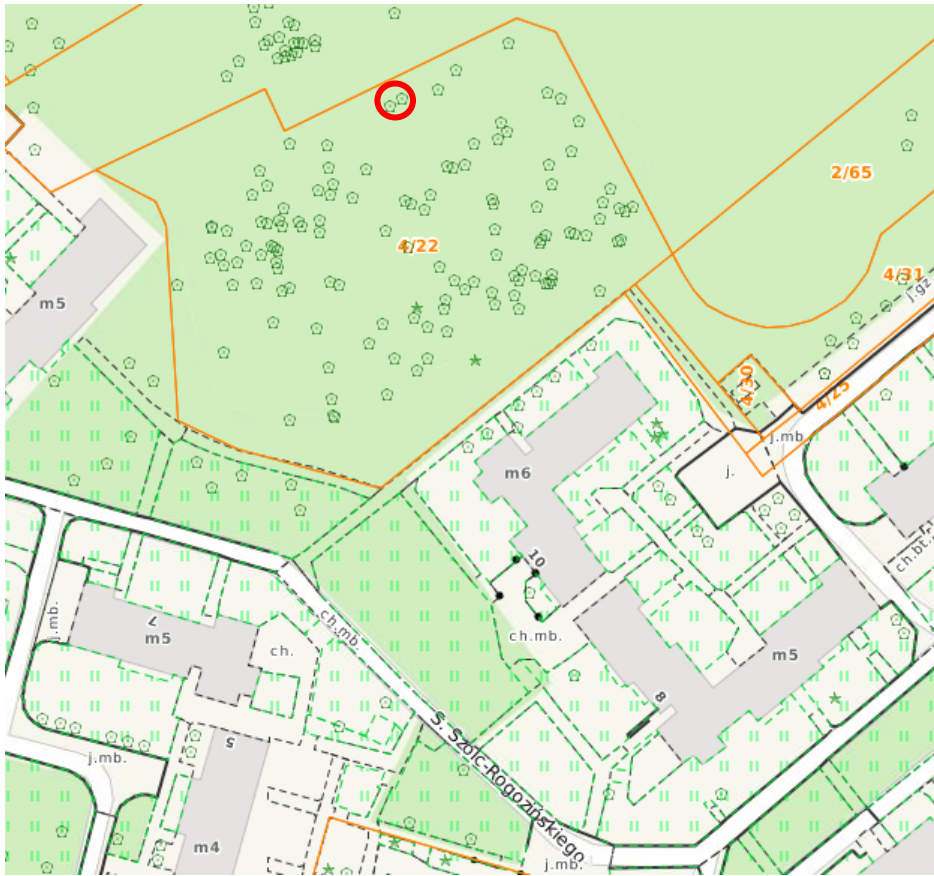 2/65
4/22
4/31
j.gz
m5
4/30
4/25
j.mb.
m6
j.
10
ch.bt.
j.mb.
7
m5
ch.mb.
ch.
ch.mb.
m5
8
5
S. Szolc-Rogozińskiego
j.mb.
m4
j.mb.